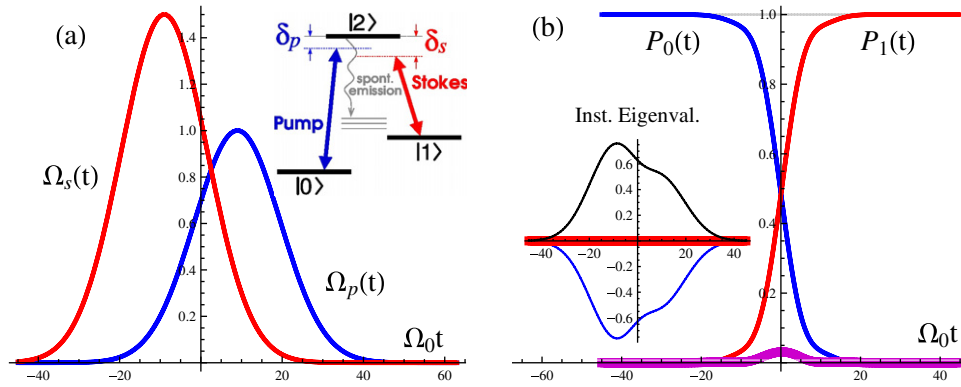 (a)
1.4
1.2
1.0
0.8
0.6
0.4
0.2
−40
−20
0
20
40
60
Ωs(t)
Ωp(t)
Ω0t
|2⟩
δp
δs
spont.
emission
Stokes
Pump
|1⟩
|0⟩
(b)
P0(t)
P1(t)
1.0
0.8
0.6
0.4
0.2
−60
−40
−20
0
20
40
Ω0t
Inst. Eigenval.
0.6
0.4
0.2
−0.2
−0.4
−0.6
−40
−20
0
20
40